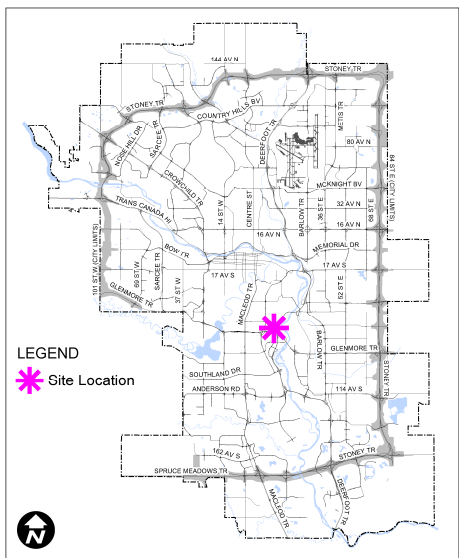 144 AV N
STONEY TR
STONEY TR
COUNTRY HILLS BV
METIS TR
NOSE HILL DR
SARCEE TR
DEERFOOT TR
80 AV N
CROWCHILD TR
MCKNIGHT BV
84 ST E (CITY LIMITS)
TRANS CANADA HI
14 ST W
CENTRE ST
BARLOW TR
36 ST E
32 AV N
68 ST E
16 AV N
16 AV N
101 ST W (CITY LIMITS)
BOW TR
MEMORIAL DR
69 ST W
SARCEE TR
37 ST W
17 AV S
17 AV S
52 ST E
GLENMORE TR
MACLEOD TR
BARLOW TR
GLENMORE TR
LEGEND
Site Location
SOUTHLAND DR
STONEY TR
ANDERSON RD
114 AV S
162 AV S
STONEY TR
SPRUCE MEADOWS TR
MACLEOD TR
DEERFOOT TR
N